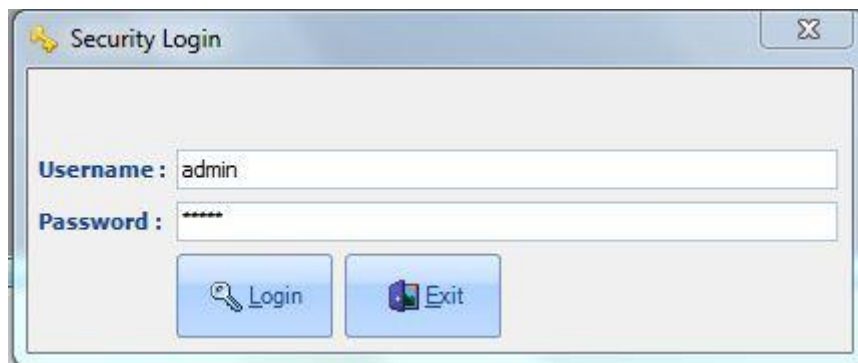 Security Login
Username : admin
Password : *****
Login Exit